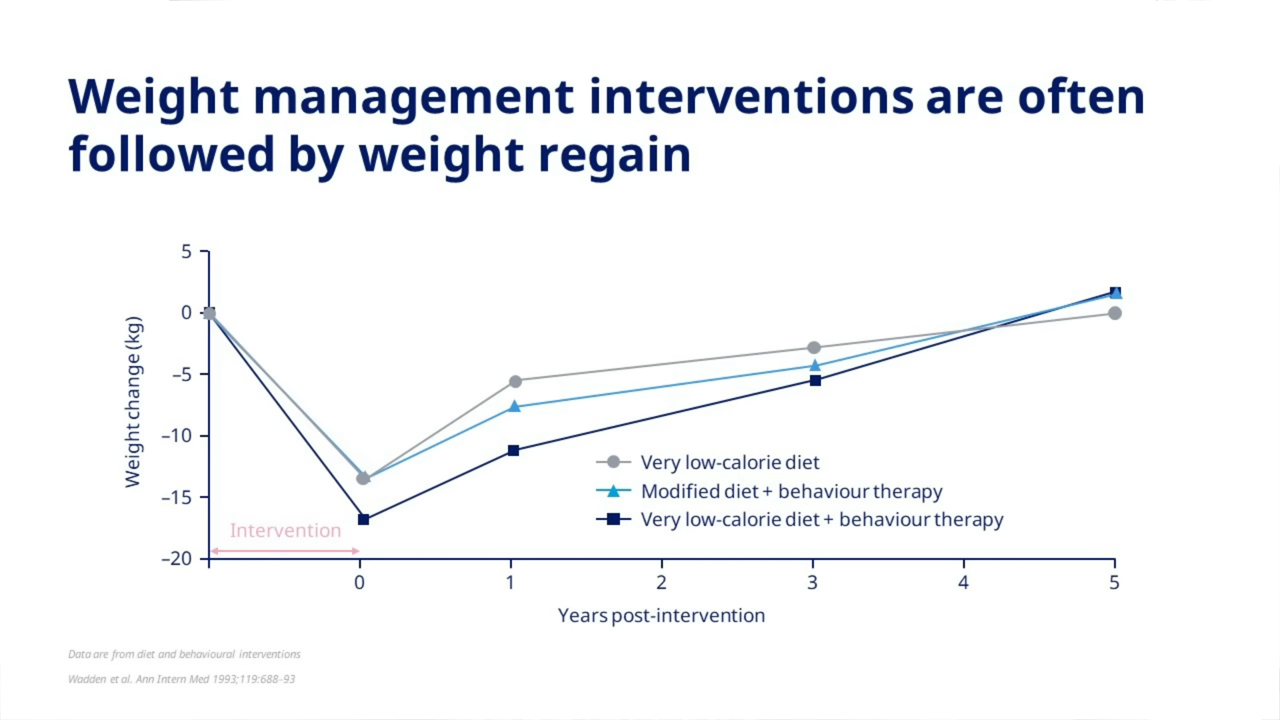 Weight management interventions are often
followed by weight regain
5
0
–5
–10
–15
–20
Weight change (kg)
Intervention
Very low-calorie diet
Modified diet + behaviour therapy
Very low-calorie diet + behaviour therapy
0 1 2 3 4 5
Years post-intervention
Data are from diet and behavioural interventions
Wadden et al. Ann Intern Med 1993;119:688–93